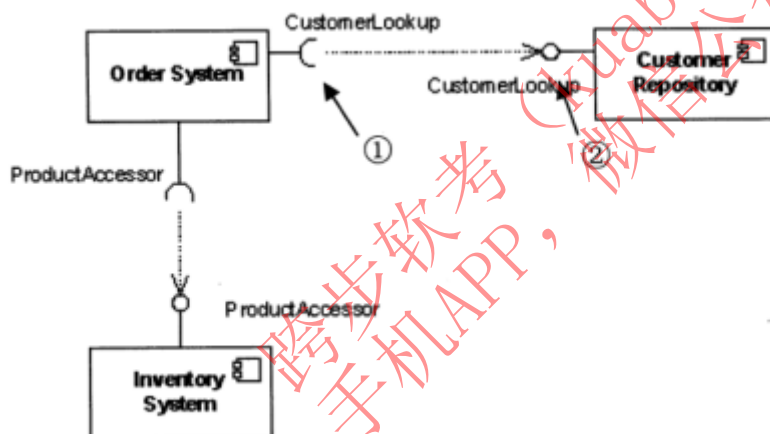 CustomerLookup
Order System
Customer
Repository
CustomerLookup
①
②
ProductAccessor
ProductAccessor
Inventory
System
跨步软考 (kuab
手机APP，微信公